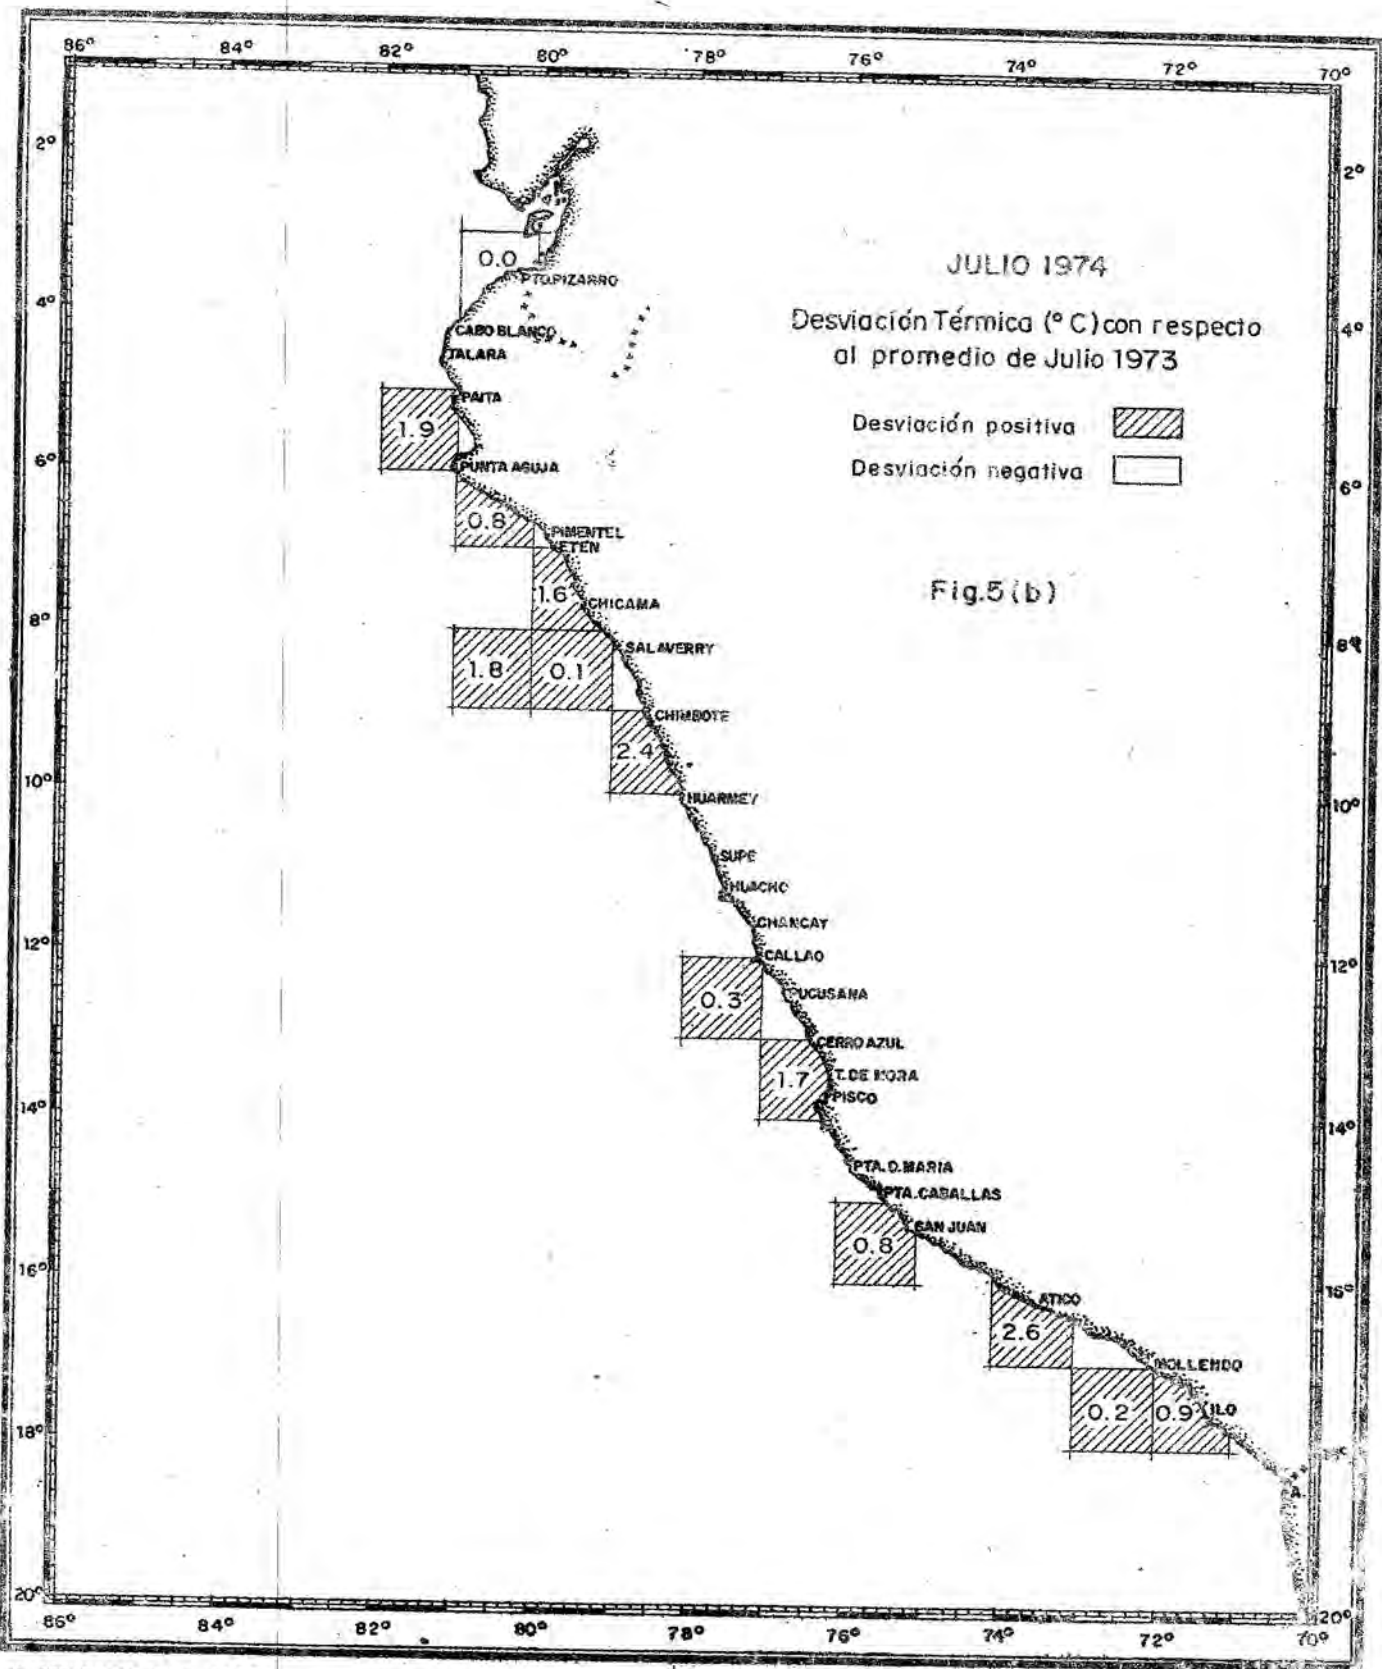 86° 84° 82° 80° 78° 76° 74° 72° 70°
2° 2°
0.0
PTO.PIZARRO
JULIO 1974
4° CABO BLANCO 4°
Desviación Térmica (°C) con respecto
al promedio de Julio 1973
TALARA
PAITA
1.9
Desviación positiva
6° PUNTA AGUJA 6°
Desviación negativa
0.8
PIMENTEL
ETEN
1.6
CHICAMA
Fig.5(b)
8° SALAVERRY 8°
1.8 0.1
CHIMBOTE
2.4
10° HUARMEY 10°
SUPE
HUACHO
CHANCAY
12° CALLAO 12°
0.3
PUCUSANA
CERRO AZUL
1.7
T. DE MORA
14° PISCO 14°
PTA. D. MARIA
PTA. CABALLAS
SAN JUAN
0.8
16° ATICO 16°
2.6
MOLLENDO
0.2 0.9 ILO
18°
20° 20°
86° 84° 82° 80° 78° 76° 74° 72° 70°